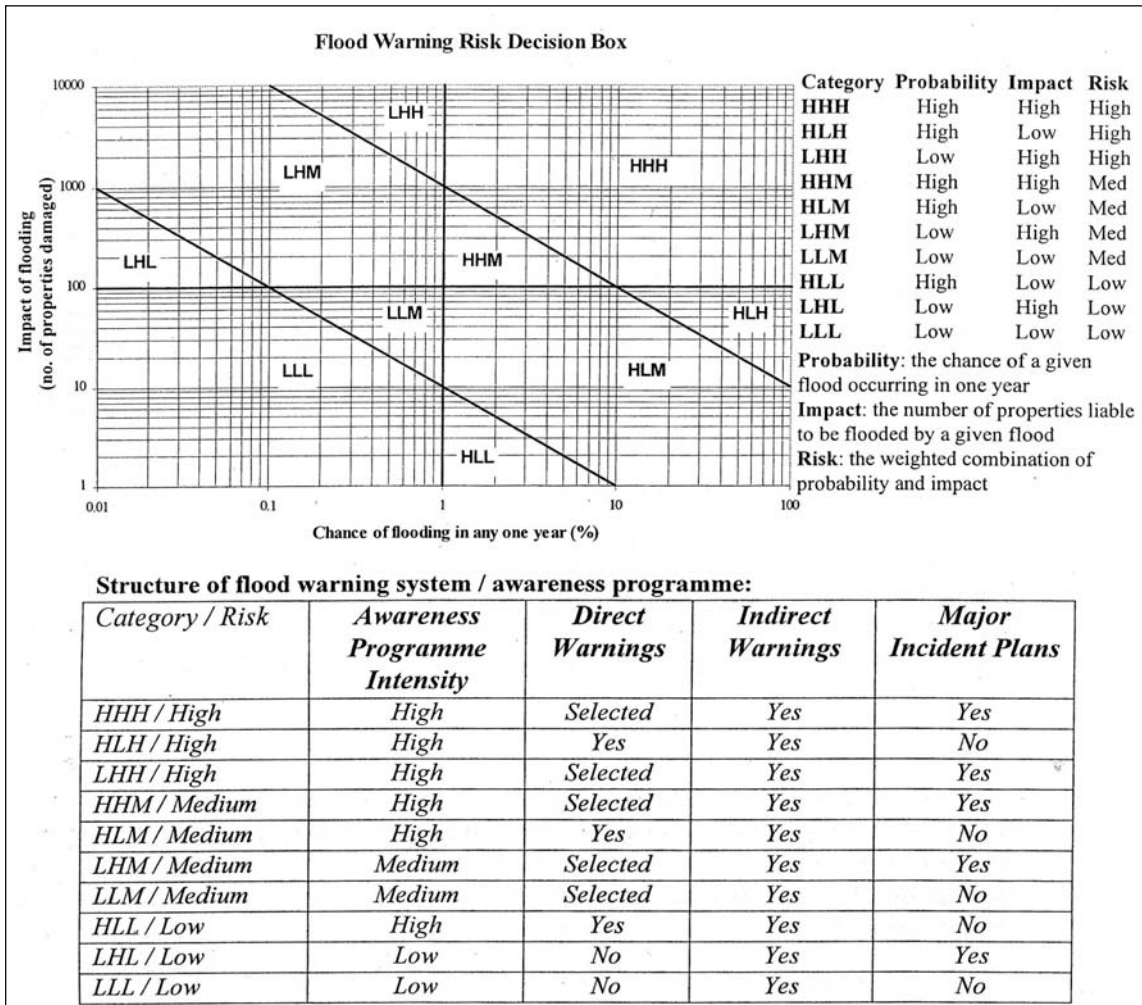 Flood Warning Risk Decision Box
Impact of flooding
(no. of properties damaged)
10000
1000
100
10
1
LHH
LHM
HHH
LHL
HHM
LLM
HLH
LLL
HLM
HLL
0.01 0.1 1 10 100
Chance of flooding in any one year (%)
Category Probability Impact Risk
HHH High High High
HLH High Low High
LHH Low High High
HHM High High Med
HLM High Low Med
LHM Low High Med
LLM Low Low Med
HLL High Low Low
LHL Low High Low
LLL Low Low Low
Probability: the chance of a given
flood occurring in one year
Impact: the number of properties liable
to be flooded by a given flood
Risk: the weighted combination of
probability and impact
Structure of flood warning system / awareness programme:
Category / Risk Awareness Direct Indirect Major
Programme Warnings Warnings Incident Plans
Intensity
HHH / High High Selected Yes Yes
HLH / High High Yes Yes No
LHH / High High Selected Yes Yes
HHM / Medium High Selected Yes Yes
HLM / Medium High Yes Yes No
LHM / Medium Medium Selected Yes Yes
LLM / Medium Medium Selected Yes No
HLL / Low High Yes Yes No
LHL / Low Low No Yes Yes
LLL / Low Low No Yes No